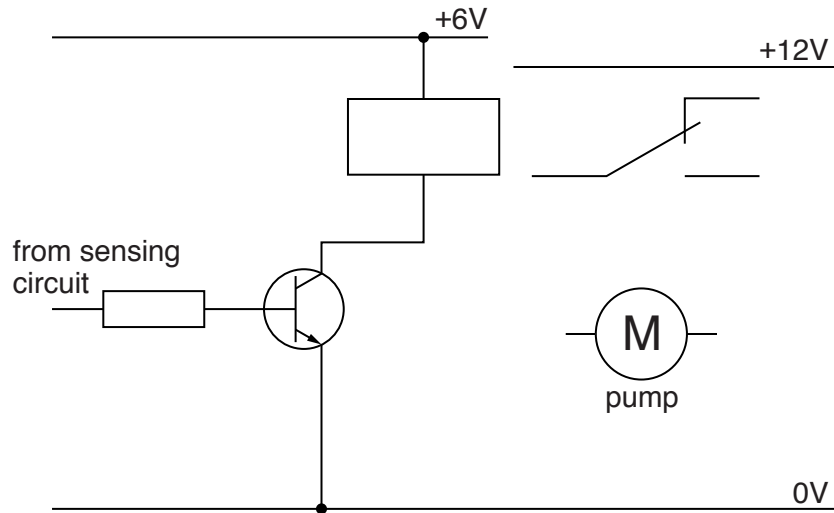 +6V
+12V
from sensing
circuit
M
pump
0V